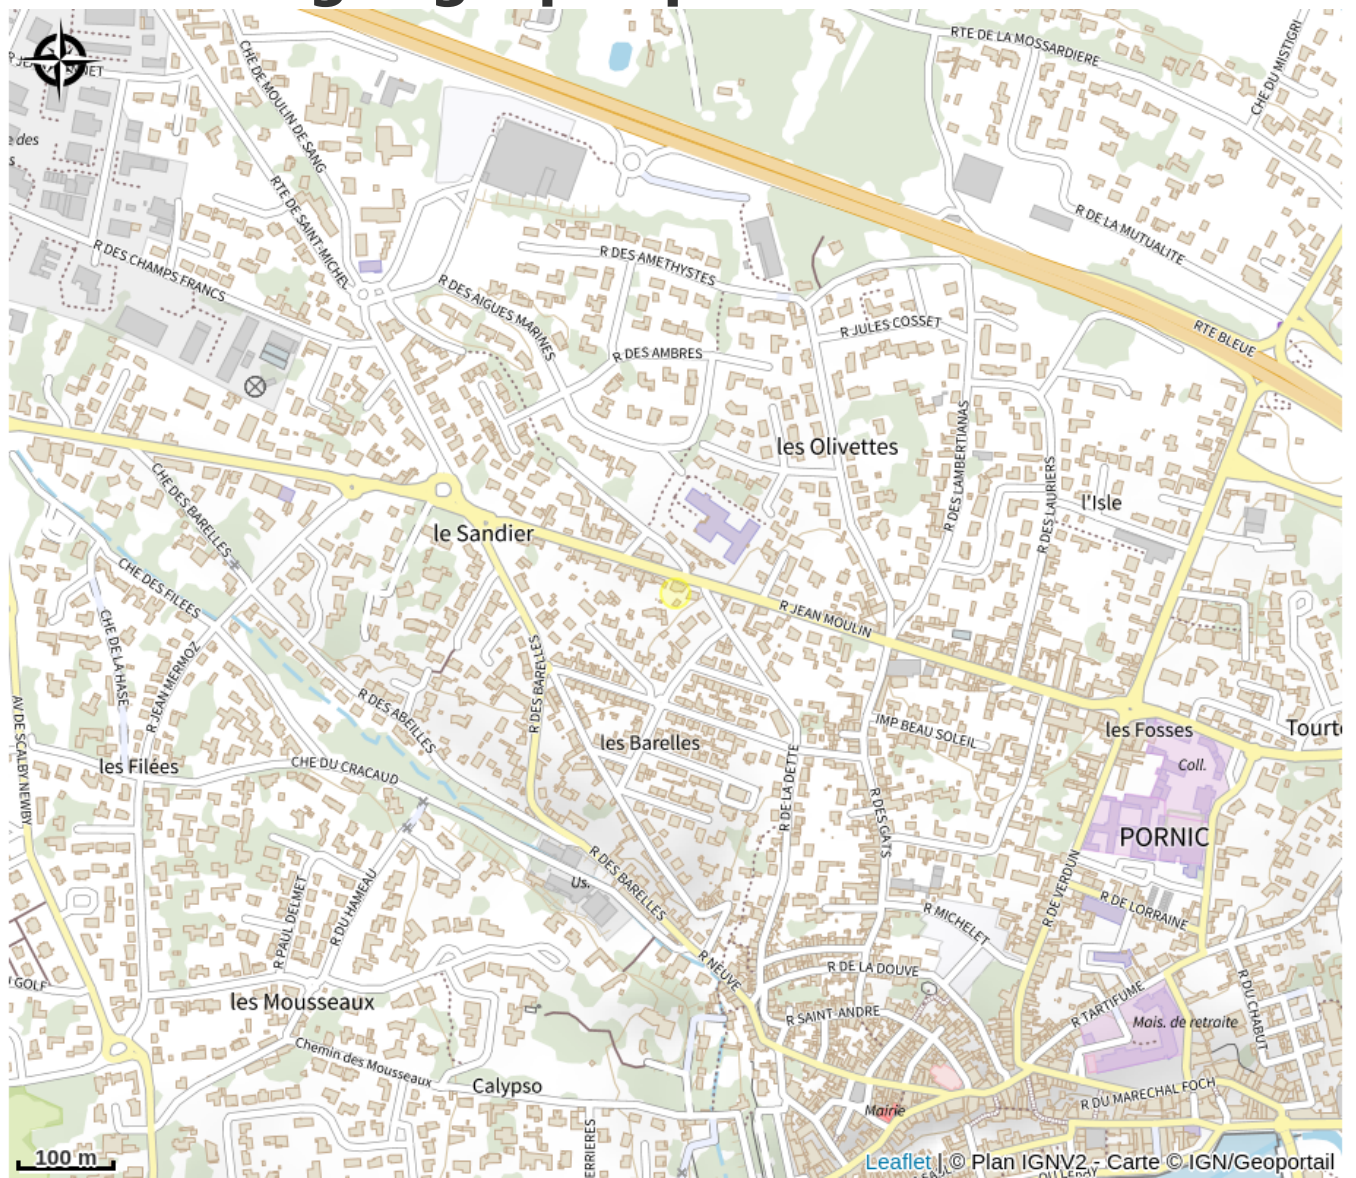 RTE DE LA MOSSARDIERE
CHE DU MISTIGRI
CHE DE MOULIN DE SANG
e des
s
RTE DE SAINT-MICHEL
R DE LA MUTUALITE
R DES CHAMPS FRANCS
R DES AMETHYSTES
R DES AIGUES MARINES
R JULES COSSET
RTE BLEUE
R DES AMBRES
les Olivettes
R DES LAMBERTIANAS
R DES LAURIERS
l'Isle
CHE DES BARELLES
le Sandier
CHE DES FILEES
CHE DE LA HASE
R JEAN MERMOZ
R JEAN MOULIN
R DES BARELLES
AV DE SCALBY NEWBY
R DES ABEILLES
les Barelles
IMP BEAU SOLEIL
les Fosses
Tourt
Coll.
les Filées
CHE DU CRACAUD
R DE LA DETTE
R DES GATS
PORNIC
R DES BARELLES
Us.
R DE VERDUN
R DE LORRAINE
R PAUL DELMET
R DU HAMEAU
R MICHELET
R NEUVE
R DE LA DOUVE
GOLF
R DU CHABUT
les Mousseaux
R SAINT-ANDRE
R TARTIFUME
Mais. de retraite
Chemin des Mousseaux
Calypso
Mairie
R DU MARECHAL FOCH
ERRIERES
100 m
Leaflet | © Plan IGNV2 - Carte © IGN/Geoportail